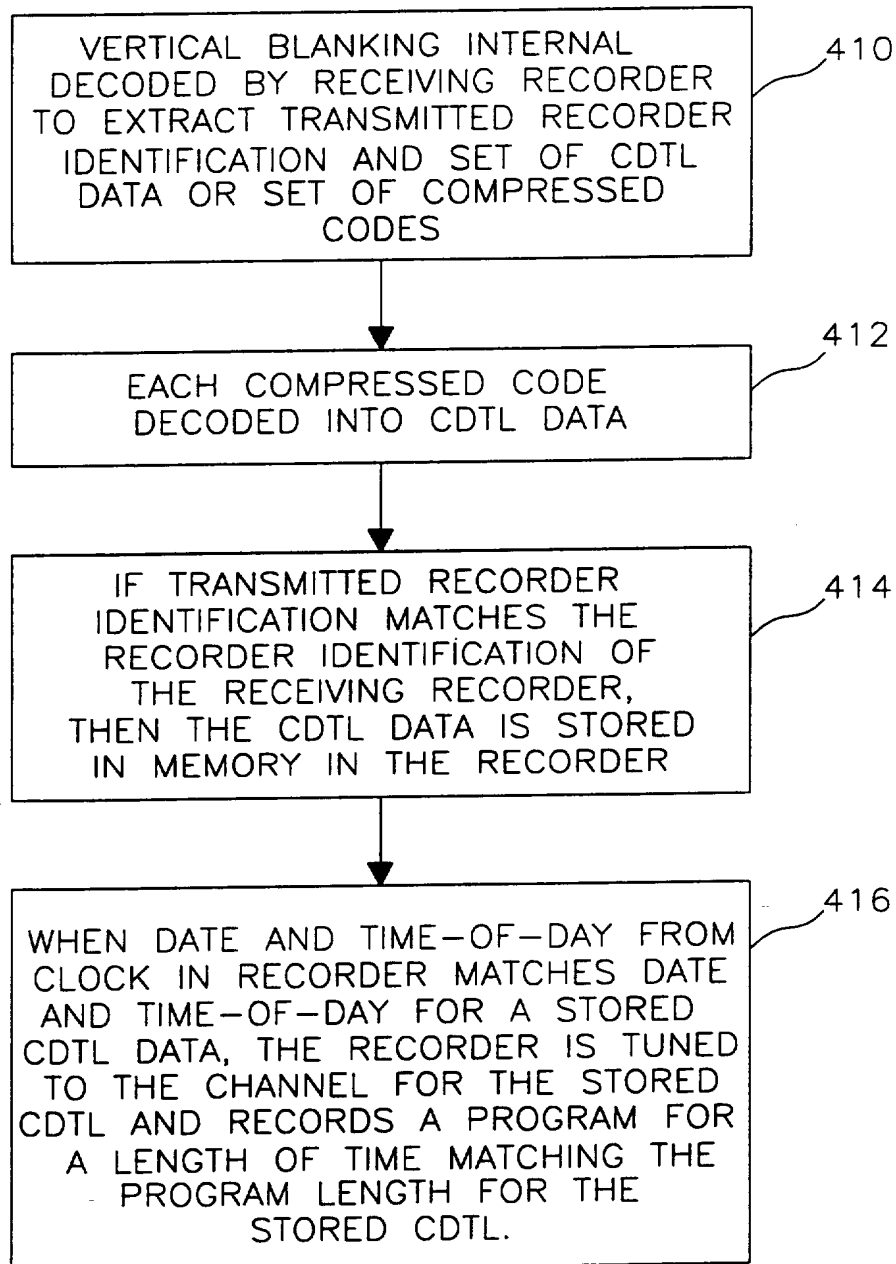 VERTICAL BLANKING INTERNAL
DECODED BY RECEIVING RECORDER
TO EXTRACT TRANSMITTED RECORDER
IDENTIFICATION AND SET OF CDTL
DATA OR SET OF COMPRESSED
CODES
410
EACH COMPRESSED CODE
DECODED INTO CDTL DATA
412
IF TRANSMITTED RECORDER
IDENTIFICATION MATCHES THE
RECORDER IDENTIFICATION OF
THE RECEIVING RECORDER,
THEN THE CDTL DATA IS STORED
IN MEMORY IN THE RECORDER
414
WHEN DATE AND TIME-OF-DAY FROM
CLOCK IN RECORDER MATCHES DATE
AND TIME-OF-DAY FOR A STORED
CDTL DATA, THE RECORDER IS TUNED
TO THE CHANNEL FOR THE STORED
CDTL AND RECORDS A PROGRAM FOR
A LENGTH OF TIME MATCHING THE
PROGRAM LENGTH FOR THE
STORED CDTL.
416